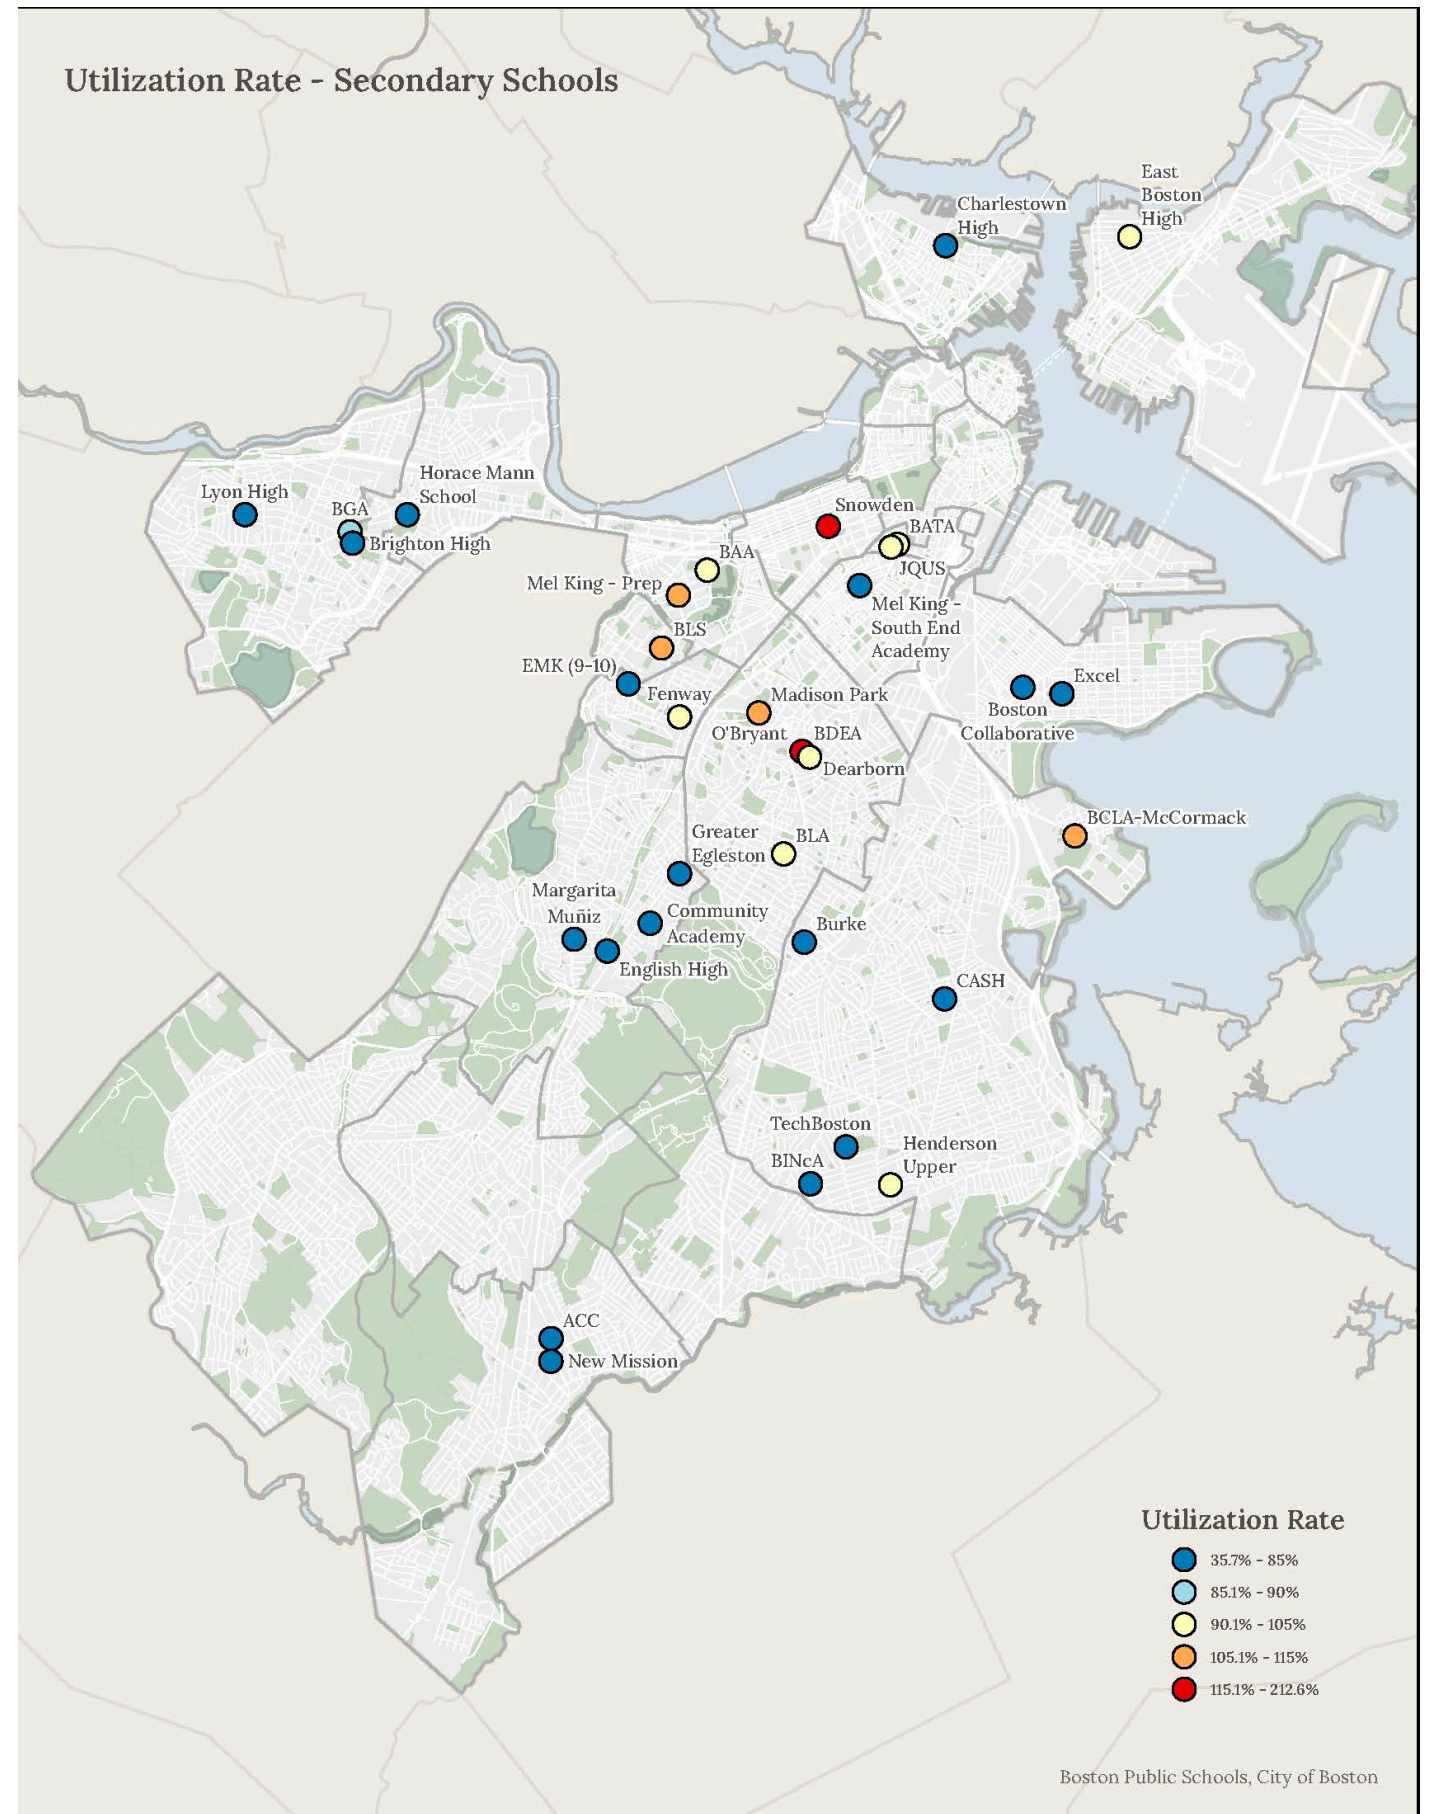 Utilization Rate - Secondary Schools
East
Boston
High
Charlestown
High
Horace Mann
School
Lyon High
BGA
Brighton High
Snowden
BATA
JQUS
BAA
Mel King - Prep
Mel King -
South End
Academy
BLS
EMK (9-10)
Fenway
Excel
Boston
Collaborative
Madison Park
O'Bryant
BDEA
Dearborn
BCLA-McCormack
Greater
Egleston
BLA
Margarita
Muñiz
Community
Academy
English High
Burke
CASH
TechBoston
BINcA
Henderson
Upper
ACC
New Mission
Utilization Rate
35.7% - 85%
85.1% - 90%
90.1% - 105%
105.1% - 115%
115.1% - 212.6%
Boston Public Schools, City of Boston